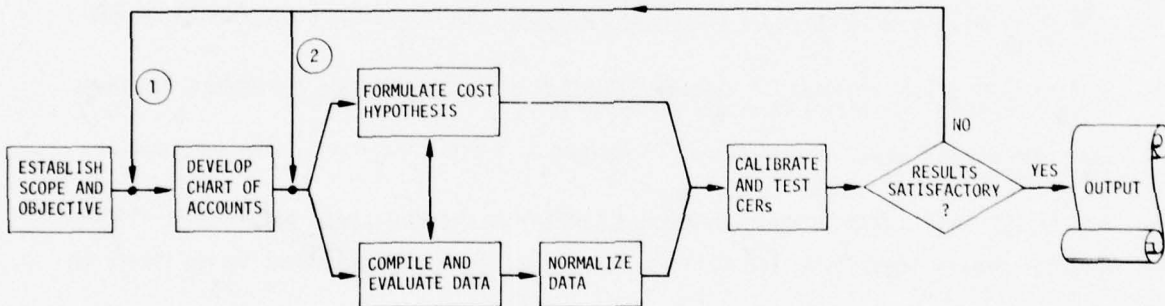 1
2
FORMULATE COST
HYPOTHESIS
NO
ESTABLISH
SCOPE AND
OBJECTIVE
DEVELOP
CHART OF
ACCOUNTS
CALIBRATE
AND TEST
CERs
RESULTS
SATISFACTORY
?
YES
OUTPUT
COMPILE AND
EVALUATE DATA
NORMALIZE
DATA